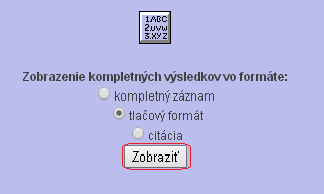 1ABC
2UVW
3XYZ
Zobrazenie kompletných výsledkov vo formáte:
kompletný záznam
tlačový formát
citácia
Zobraziť